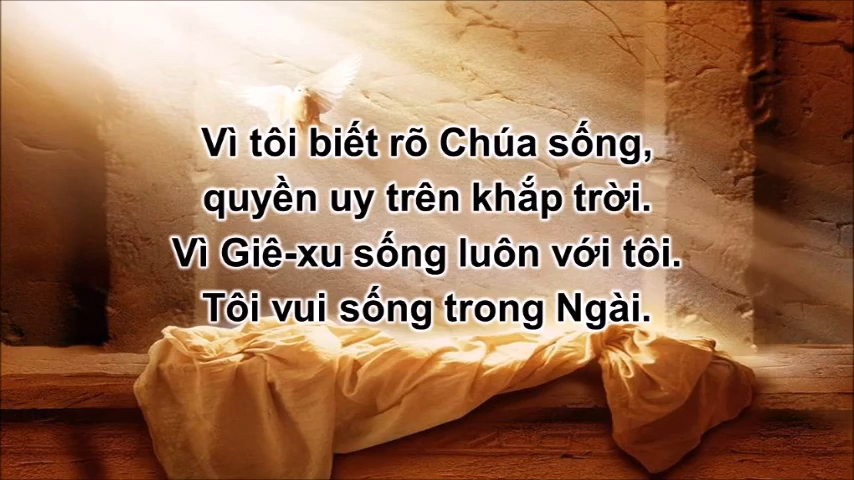 Vì tôi biết rõ Chúa sống,
quyền uy trên khắp trời.
Vì Giê-xu sống luôn với tôi.
Tôi vui sống trong Ngài.